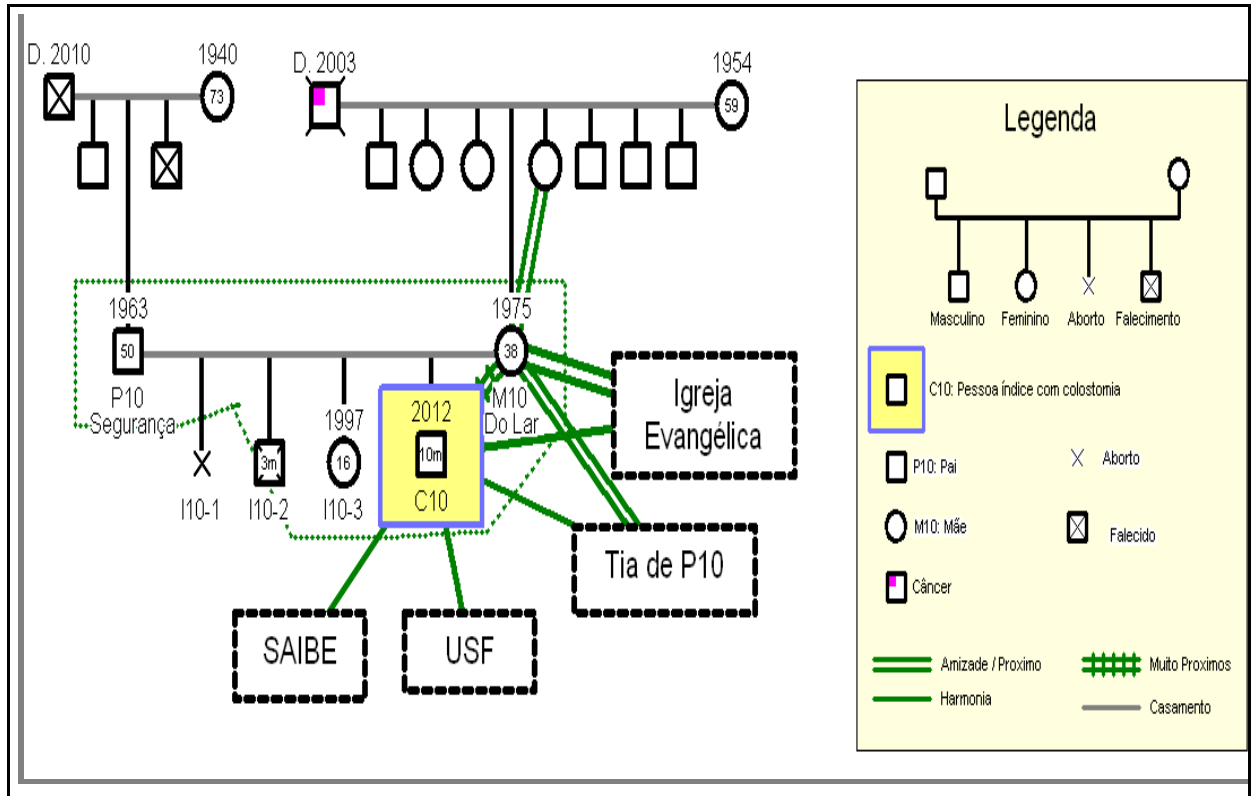 D. 2010
1940
73
D. 2003
1954
59
1963
50
P10
Segurança
1975
38
M10
Do Lar
I10-1
3m
I10-2
1997
16
I10-3
2012
10m
C10
Igreja
Evangélica
Tia de P10
SAIBE
USF
Legenda
Masculino
Feminino
Aborto
Falecimento
C10: Pessoa índice com colostomia
P10: Pai
Aborto
M10: Mãe
Falecido
Câncer
Amizade / Proximo
Muito Proximos
Harmonia
Casamento